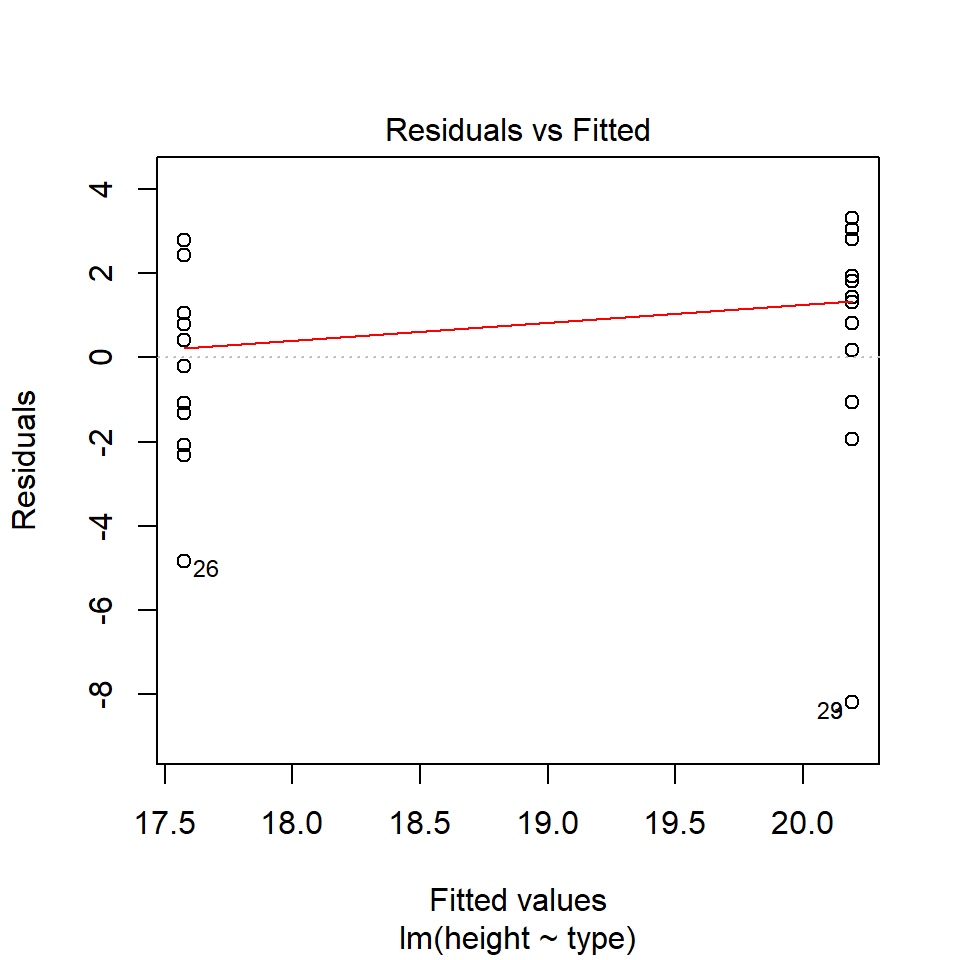 Residuals vs Fitted
Residuals
4
2
0
-2
-4
-6
-8
26
29
17.5 18.0 18.5 19.0 19.5 20.0
Fitted values
lm(height ~ type)